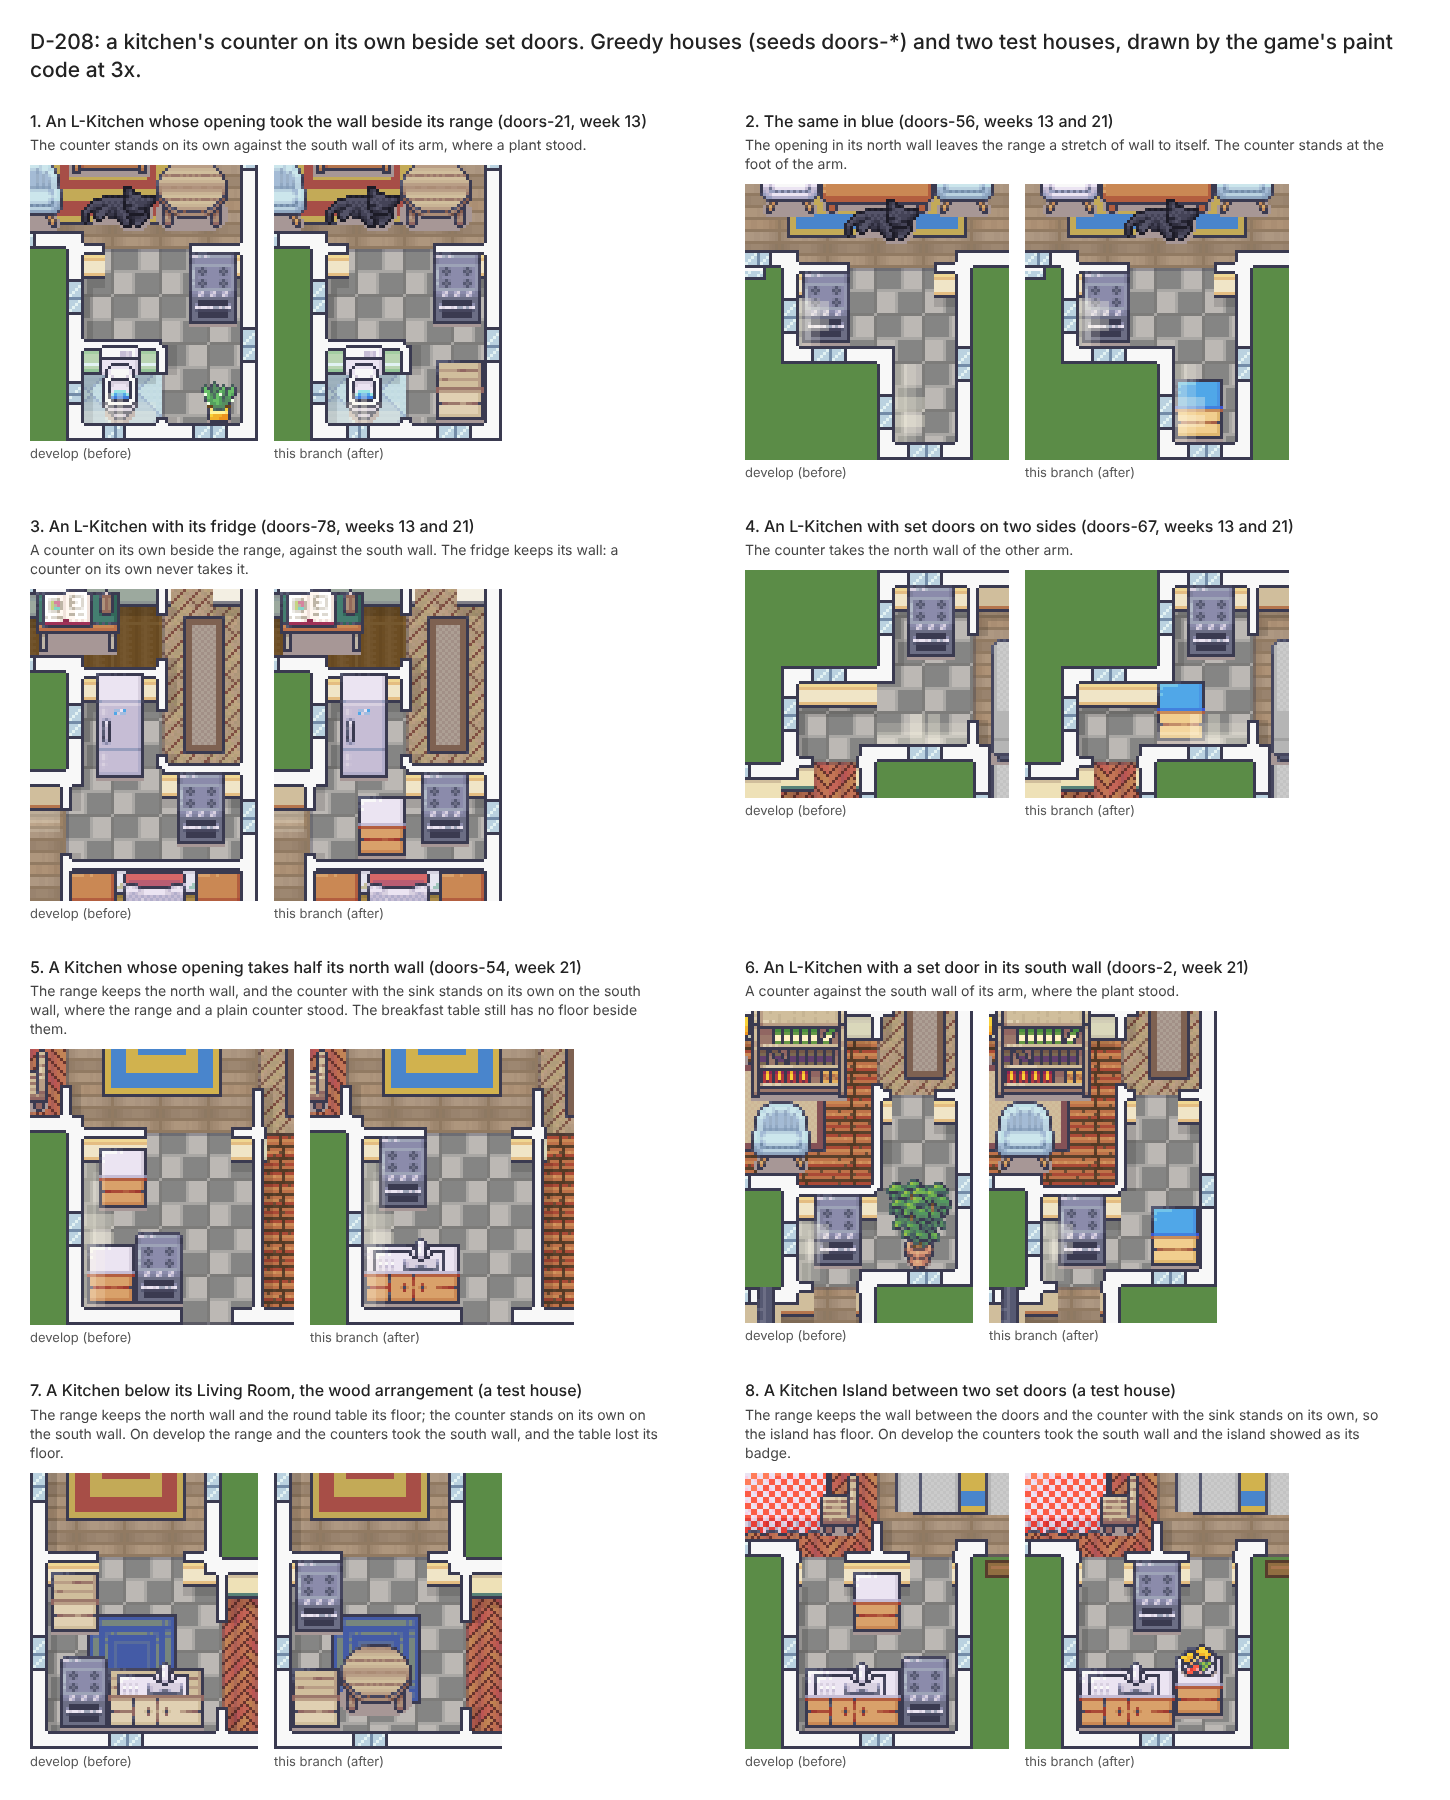 D-208: a kitchen's counter on its own beside set doors. Greedy houses (seeds doors-*) and two test houses, drawn by the game's paint
code at 3x.
1. An L-Kitchen whose opening took the wall beside its range (doors-21, week 13)
The counter stands on its own against the south wall of its arm, where a plant stood.
develop (before)
this branch (after)
2. The same in blue (doors-56, weeks 13 and 21)
The opening in its north wall leaves the range a stretch of wall to itself. The counter stands at the
foot of the arm.
develop (before)
this branch (after)
3. An L-Kitchen with its fridge (doors-78, weeks 13 and 21)
A counter on its own beside the range, against the south wall. The fridge keeps its wall: a
counter on its own never takes it.
develop (before)
this branch (after)
4. An L-Kitchen with set doors on two sides (doors-67, weeks 13 and 21)
The counter takes the north wall of the other arm.
develop (before)
this branch (after)
5. A Kitchen whose opening takes half its north wall (doors-54, week 21)
The range keeps the north wall, and the counter with the sink stands on its own on the south
wall, where the range and a plain counter stood. The breakfast table still has no floor beside
them.
develop (before)
this branch (after)
6. An L-Kitchen with a set door in its south wall (doors-2, week 21)
A counter against the south wall of its arm, where the plant stood.
develop (before)
this branch (after)
7. A Kitchen below its Living Room, the wood arrangement (a test house)
The range keeps the north wall and the round table its floor; the counter stands on its own on
the south wall. On develop the range and the counters took the south wall, and the table lost its
floor.
develop (before)
this branch (after)
8. A Kitchen Island between two set doors (a test house)
The range keeps the wall between the doors and the counter with the sink stands on its own, so
the island has floor. On develop the counters took the south wall and the island showed as its
badge.
develop (before)
this branch (after)